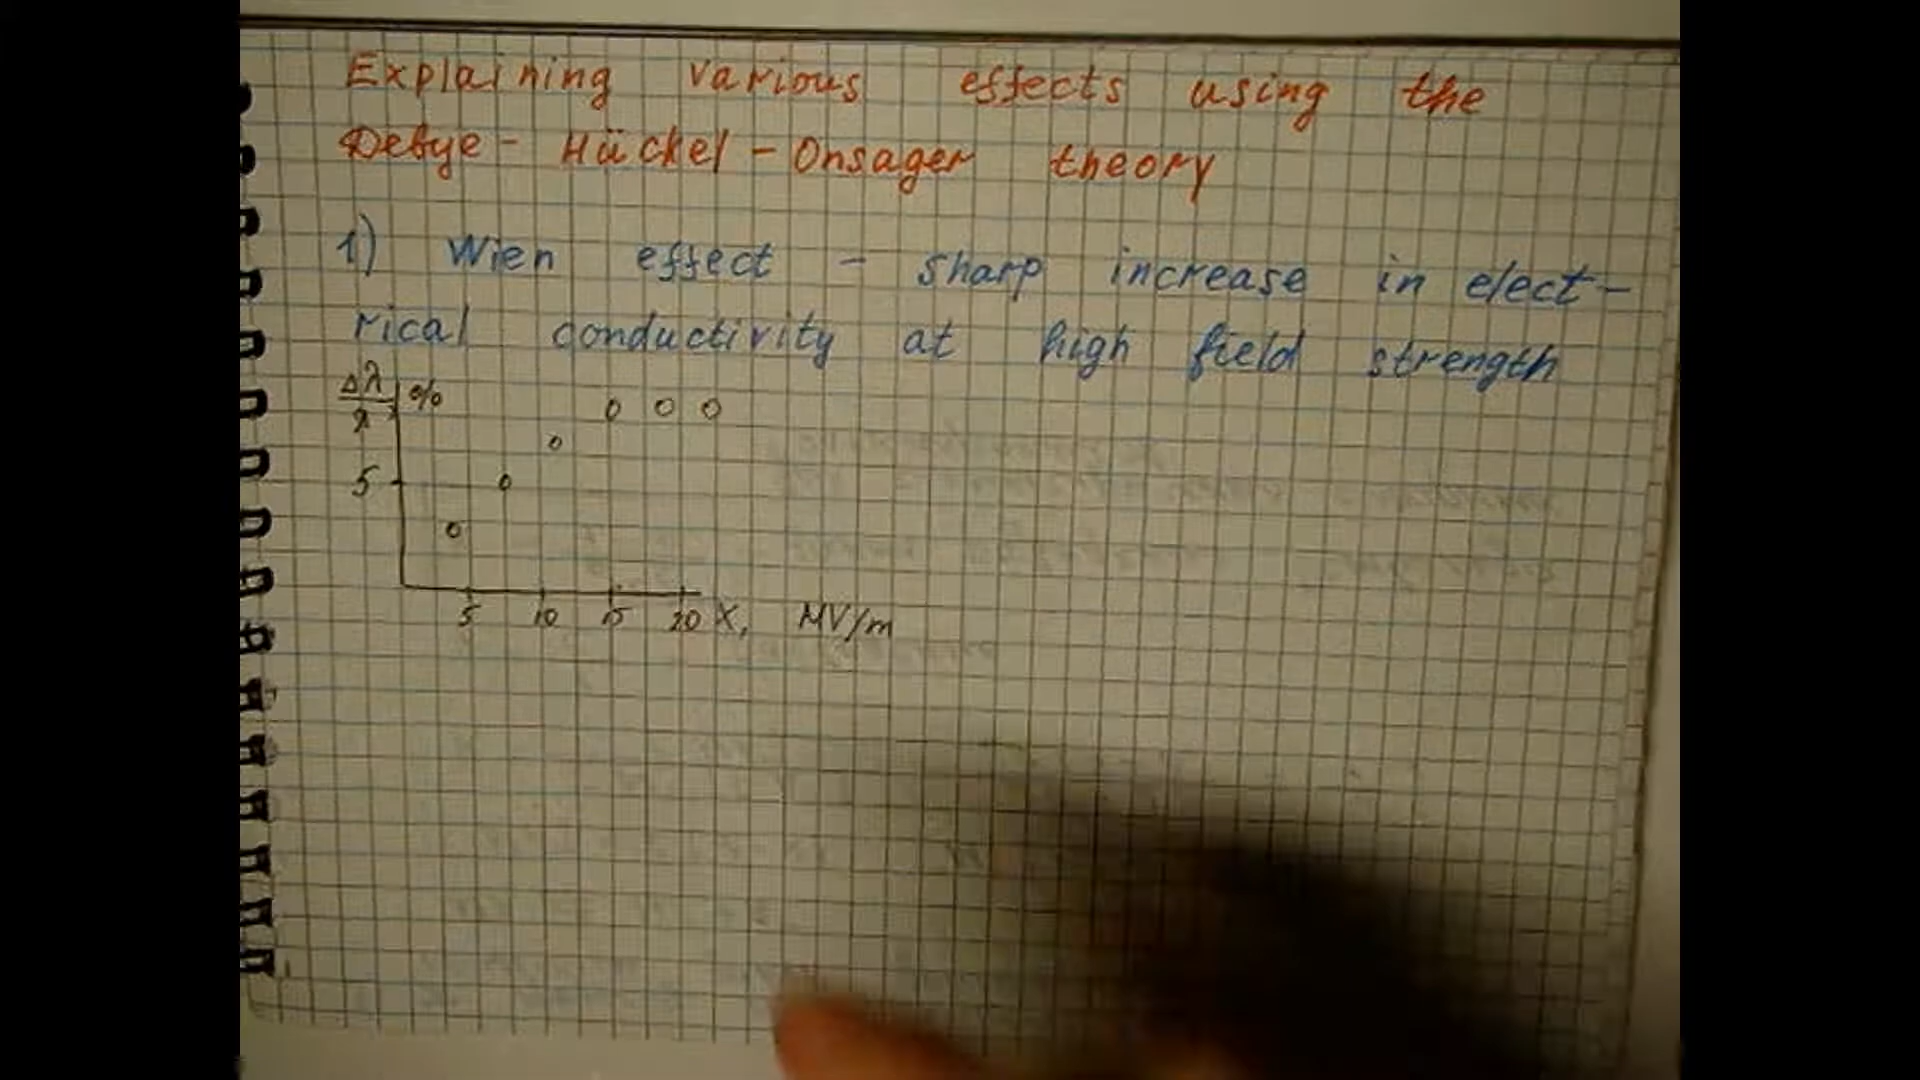 Explaining various effects using the
Debye - Hückel - Onsager theory
1) Wien effect - sharp increase in elect-
rical conductivity at high field strength
Δλ/λ %
5
5 10 15 20 X, MV/m